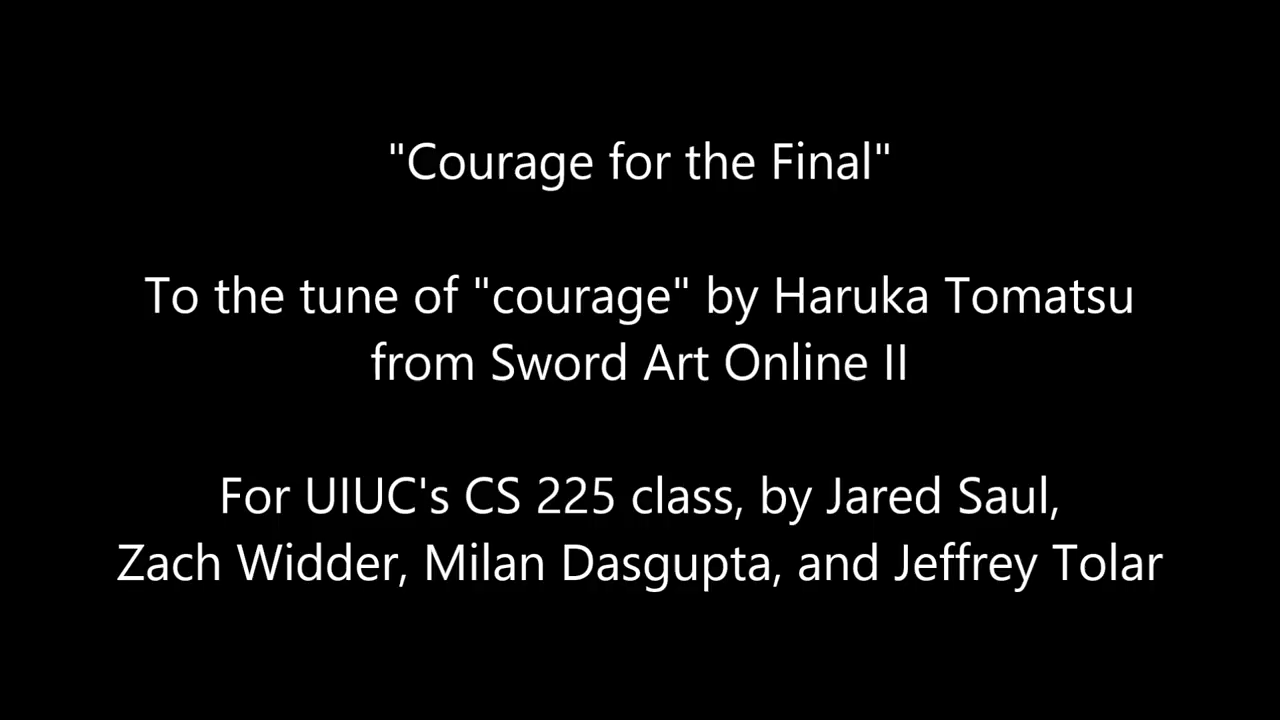 "Courage for the Final"
To the tune of "courage" by Haruka Tomatsu
from Sword Art Online II
For UIUC's CS 225 class, by Jared Saul,
Zach Widder, Milan Dasgupta, and Jeffrey Tolar